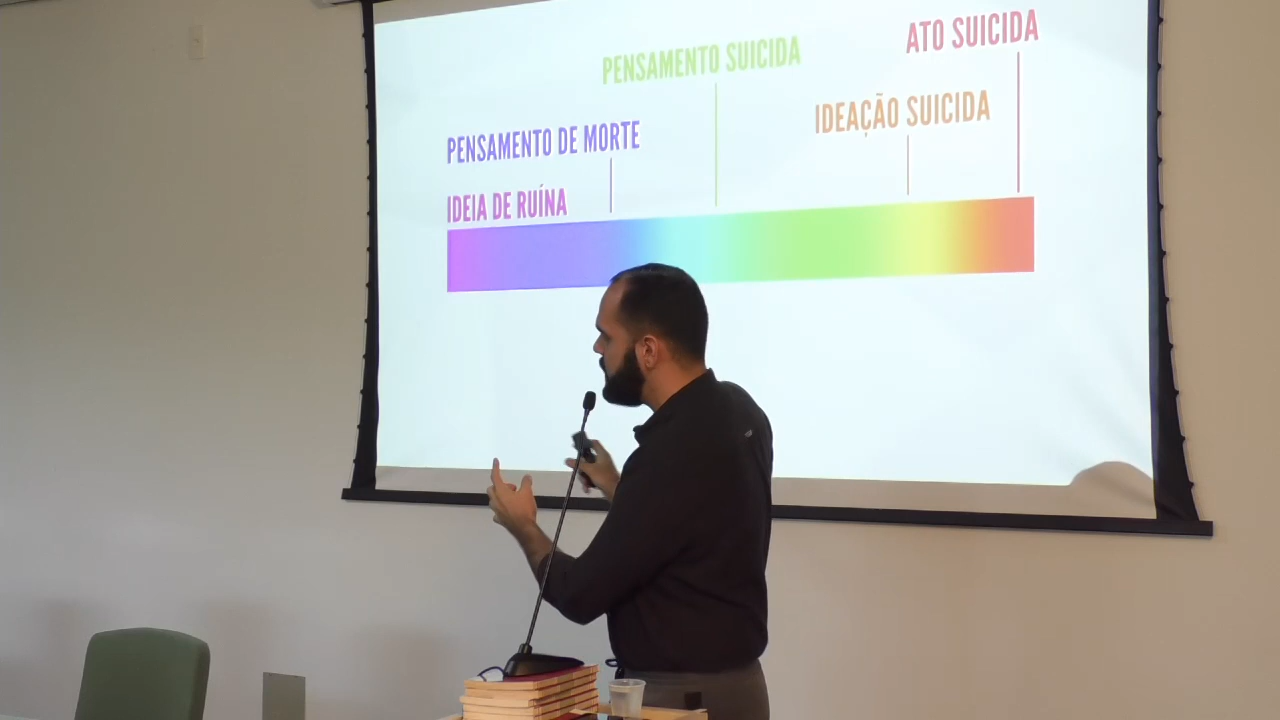 ATO SUICIDA
PENSAMENTO SUICIDA
IDEAÇÃO SUICIDA
PENSAMENTO DE MORTE
IDEIA DE RUÍNA